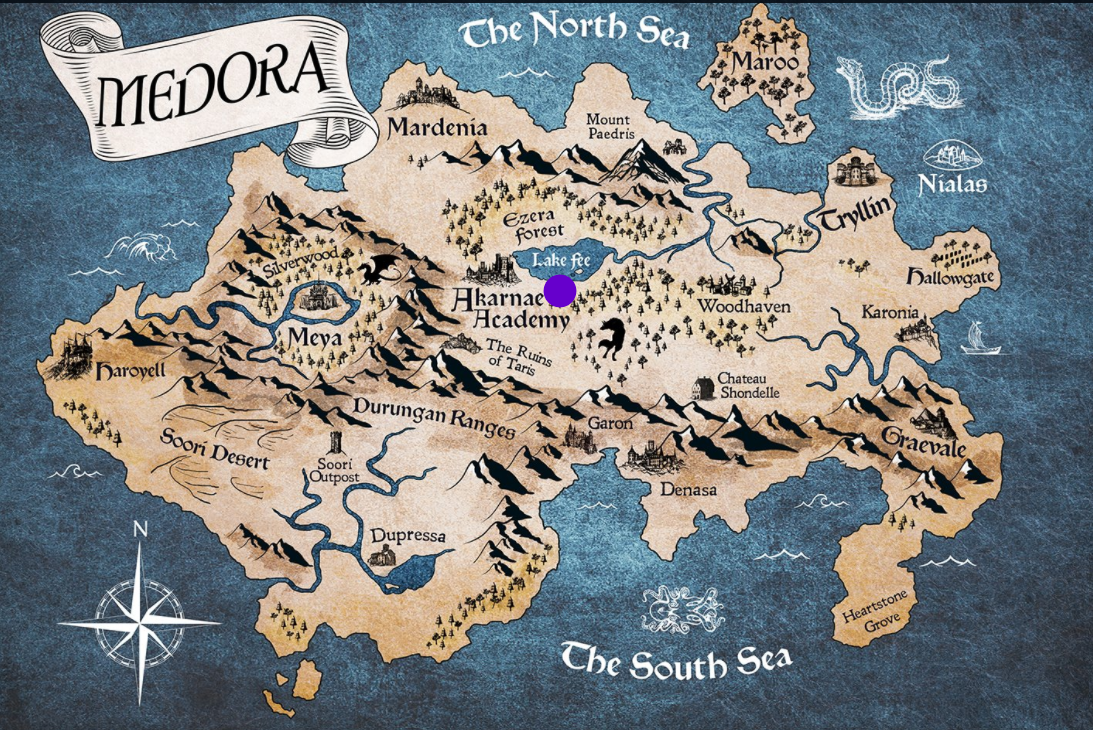 MEDORA
The North Sea
Maroo
Mardenia
Mount
Paedris
Nialas
Tryllin
Ezera
forest
Silverwood
Lake fee
Hallowgate
Akarnae
Academy
Woodhaven
Karonia
Meya
The Ruins
of Taris
Haroyell
Chateau
Shondelle
Durungan Ranges
Garon
Graevale
Soori Desert
Soori
Outpost
Denasa
N
Dupressa
Heartstone
Grove
The South Sea